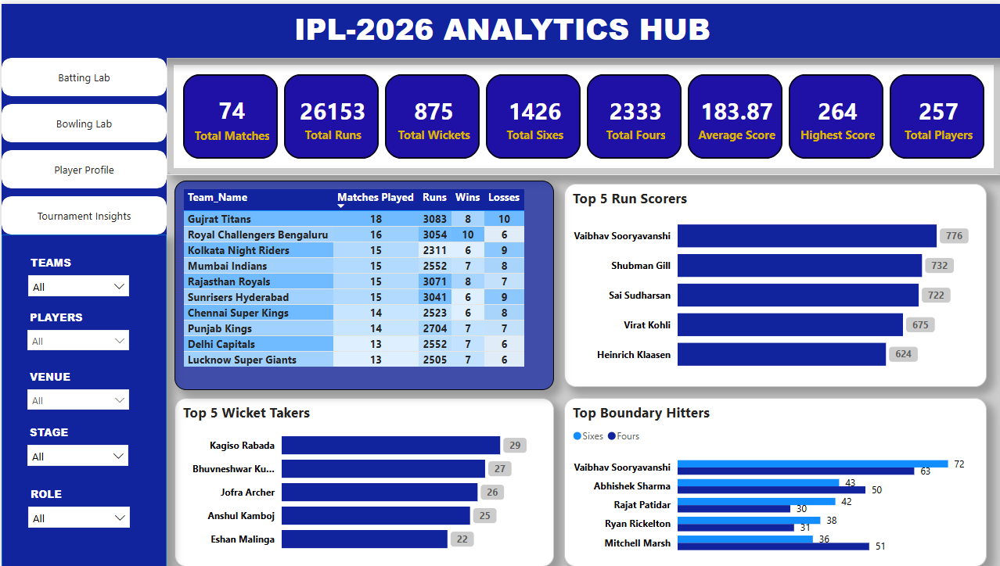 IPL-2026 ANALYTICS HUB
Batting Lab
Bowling Lab
Player Profile
Tournament Insights
TEAMS
All
PLAYERS
All
VENUE
All
STAGE
All
ROLE
All
74 26153 875 1426 2333 183.87 264 257
Total Matches Total Runs Total Wickets Total Sixes Total Fours Average Score Highest Score Total Players
Team_Name Matches Played Runs Wins Losses
Gujrat Titans 18 3083 8 10
Royal Challengers Bengaluru 16 3054 10 6
Kolkata Night Riders 15 2311 6 9
Mumbai Indians 15 2552 7 8
Rajasthan Royals 15 3071 8 7
Sunrisers Hyderabad 15 3041 6 9
Chennai Super Kings 14 2523 6 8
Punjab Kings 14 2704 7 7
Delhi Capitals 13 2552 7 6
Lucknow Super Giants 13 2505 7 6
Top 5 Run Scorers
Vaibhav Sooryavanshi 776
Shubman Gill 732
Sai Sudharsan 722
Virat Kohli 675
Heinrich Klaasen 624
Top 5 Wicket Takers
Kagiso Rabada 29
Bhuvneshwar Ku... 27
Jofra Archer 26
Anshul Kamboj 25
Eshan Malinga 22
Top Boundary Hitters
Sixes Fours
Vaibhav Sooryavanshi 72 63
Abhishek Sharma 43 50
Rajat Patidar 42 30
Ryan Rickelton 38 31
Mitchell Marsh 36 51